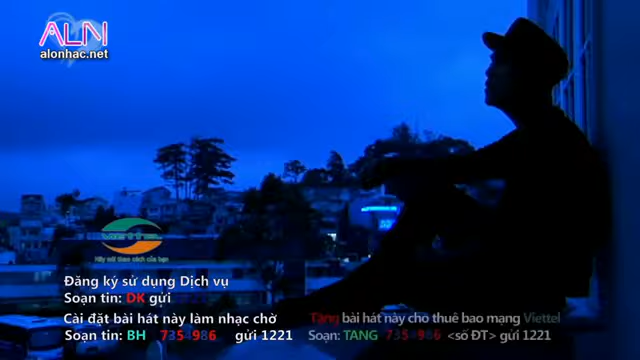 ALN
alonhac.net
VIETTEL
Hãy nói theo cách của bạn
Đăng ký sử dụng Dịch vụ
Soạn tin: DK gửi
Cài đặt bài hát này làm nhạc chờ
Soạn tin: BH 7354986 gửi 1221
Tặng bài hát này cho thuê bao mạng Viettel
Soạn: TANG 7354986 <số ĐT> gửi 1221